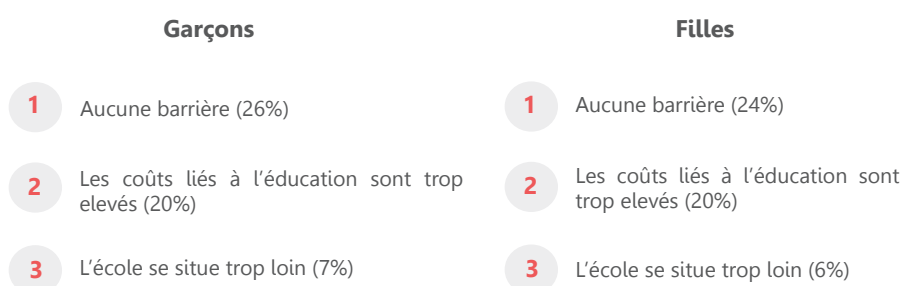 Garçons
1 Aucune barrière (26%)
2 Les coûts liés à l'éducation sont trop
elevés (20%)
3 L'école se situe trop loin (7%)
Filles
1 Aucune barrière (24%)
2 Les coûts liés à l'éducation sont
trop elevés (20%)
3 L'école se situe trop loin (6%)